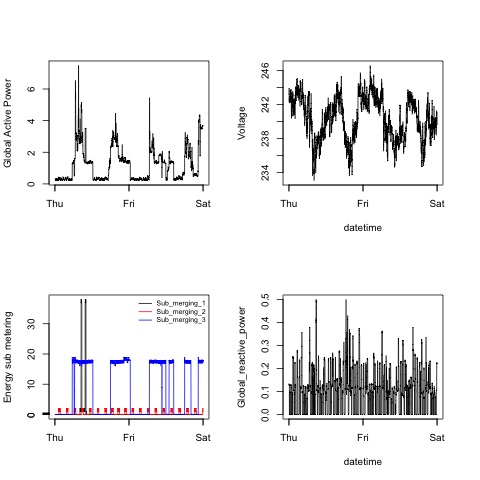 Global Active Power
0
2
4
6
Thu
Fri
Sat
Voltage
234
238
242
246
Thu
Fri
Sat
datetime
Energy sub metering
0
10
20
30
Sub_merging_1
Sub_merging_2
Sub_merging_3
Thu
Fri
Sat
Global_reactive_power
0.0
0.1
0.2
0.3
0.4
0.5
Thu
Fri
Sat
datetime